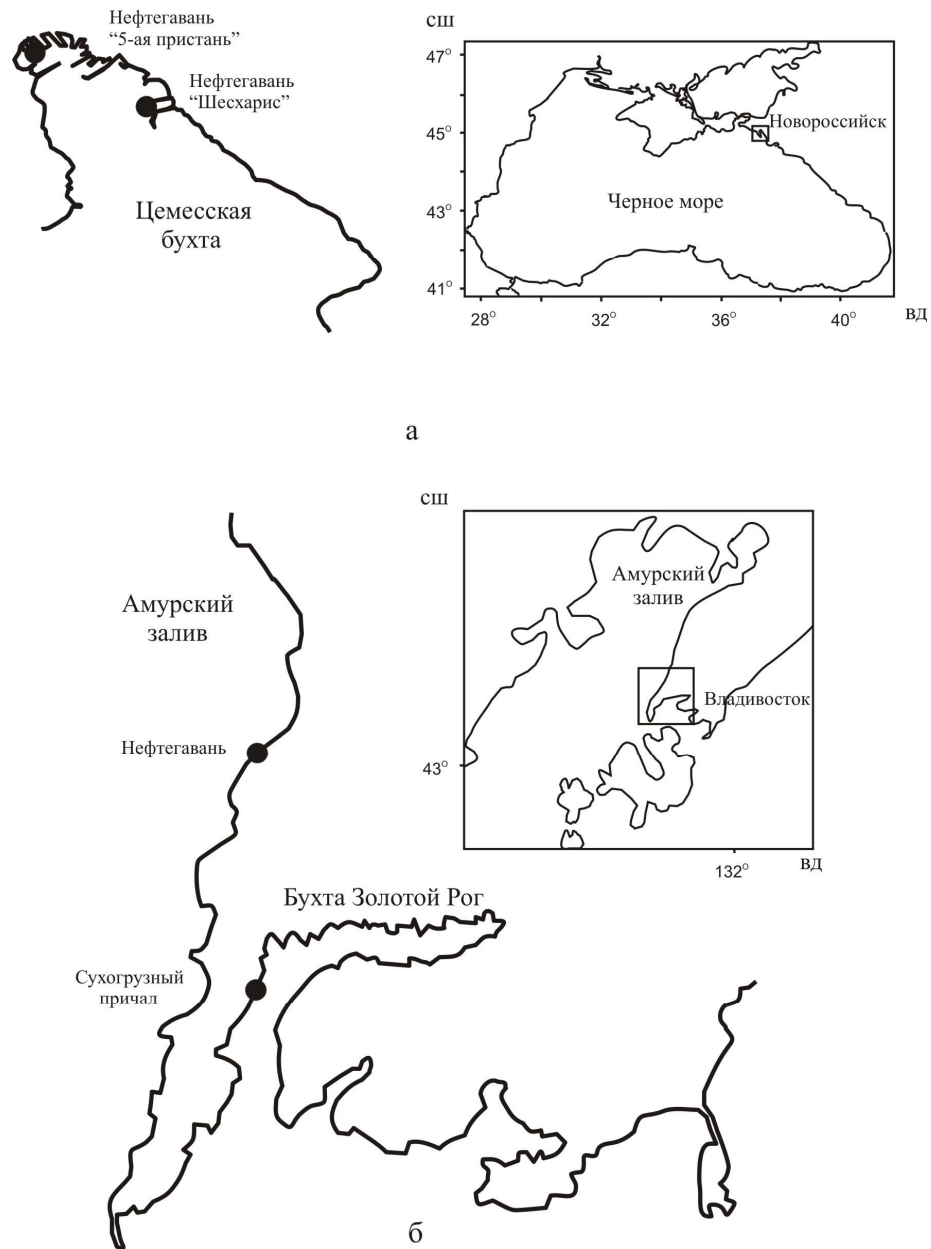 Нефтегавань
“5-ая пристань”
Нефтегавань
“Шесхарис”
Цемесская
бухта
сш
47°
45°
43°
41°
Новороссийск
Черное море
28°
32°
36°
40°
вд
а
сш
Амурский
залив
Владивосток
43°
132°
вд
Амурский
залив
Нефтегавань
Бухта Золотой Рог
Сухогрузный
причал
б